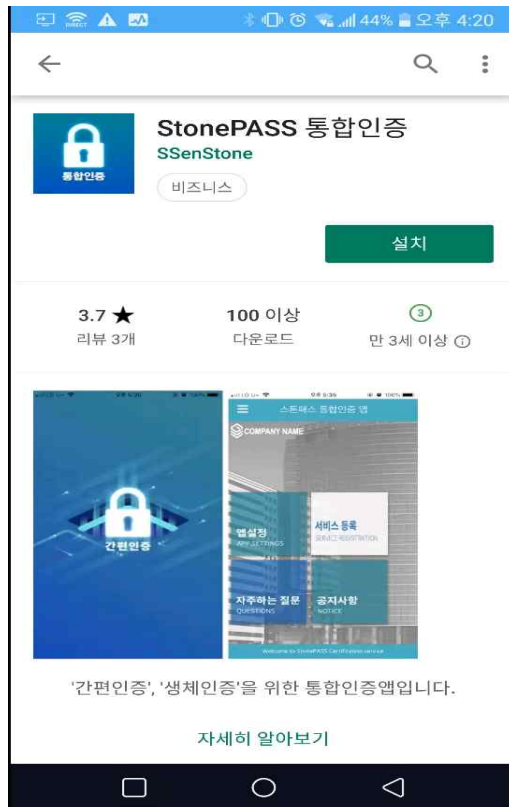 DIRECT 44% 오후 4:20
StonePASS 통합인증
SSenStone
통합인증
비즈니스
설치
3.7 ★ 100 이상 3
리뷰 3개 다운로드 만 3세 이상
스톤패스 통합인증 앱
COMPANY NAME
간편인증
앱설정 서비스 등록
APP SETTINGS SERVICE REGISTRATION
자주하는 질문 공지사항
QUESTIONS NOTICE
Welcome to StonePASS Certification service
'간편인증', '생체인증'을 위한 통합인증앱입니다.
자세히 알아보기